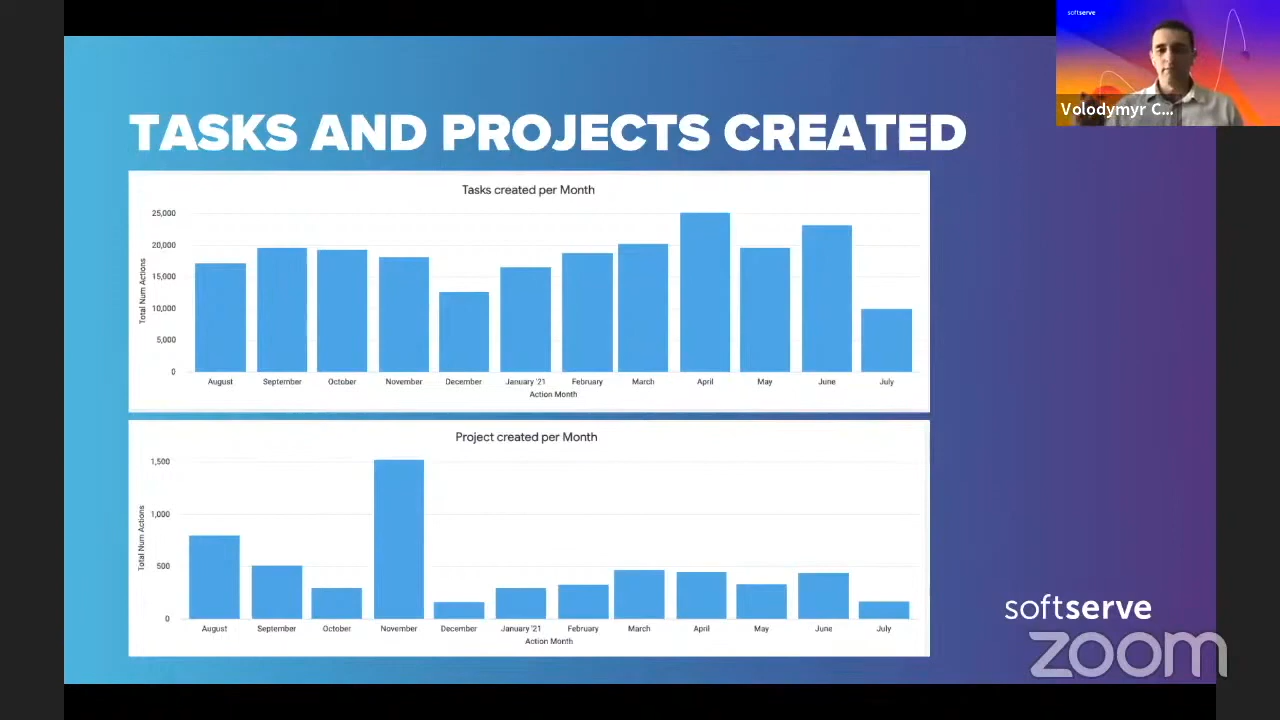 softserve
Volodymyr C...
TASKS AND PROJECTS CREATED
Tasks created per Month
Total Num Actions
25,000
20,000
15,000
10,000
5,000
0
August September October November December January '21 February March April May June July
Action Month
Project created per Month
Total Num Actions
1,500
1,000
500
0
August September October November December January '21 February March April May June July
Action Month
softserve
zoom